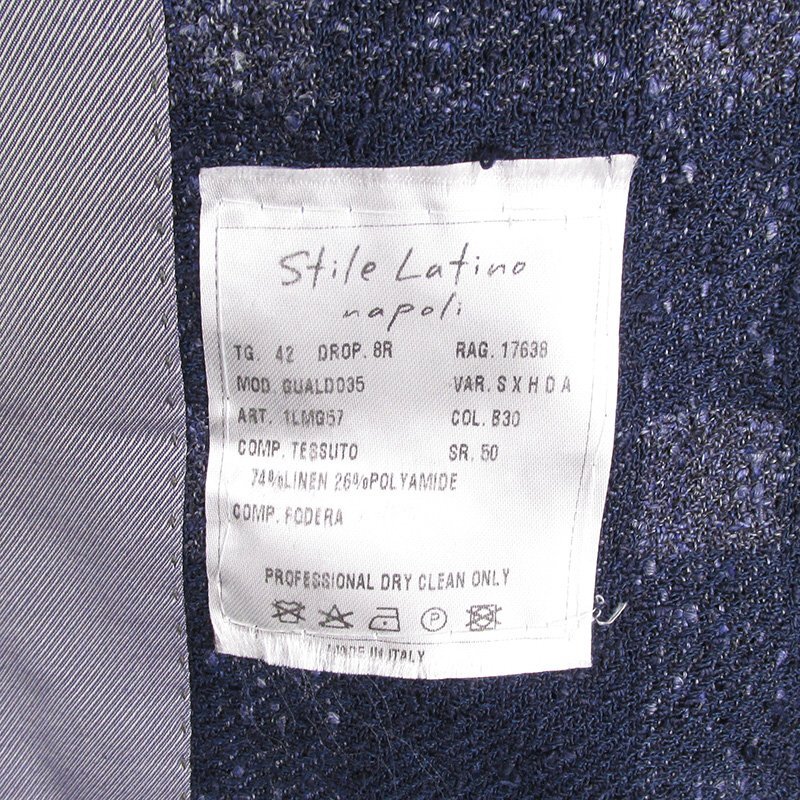 Stile Latino
napoli
TG. 42 DROP. 8R RAG. 17638
MOD. GUALDO35 VAR. S X H D A
ART. 1LMG57 COL. B30
COMP. TESSUTO SR. 50
74%LINEN 26%POLYAMIDE
COMP. FODERA
PROFESSIONAL DRY CLEAN ONLY
P
MADE IN ITALY